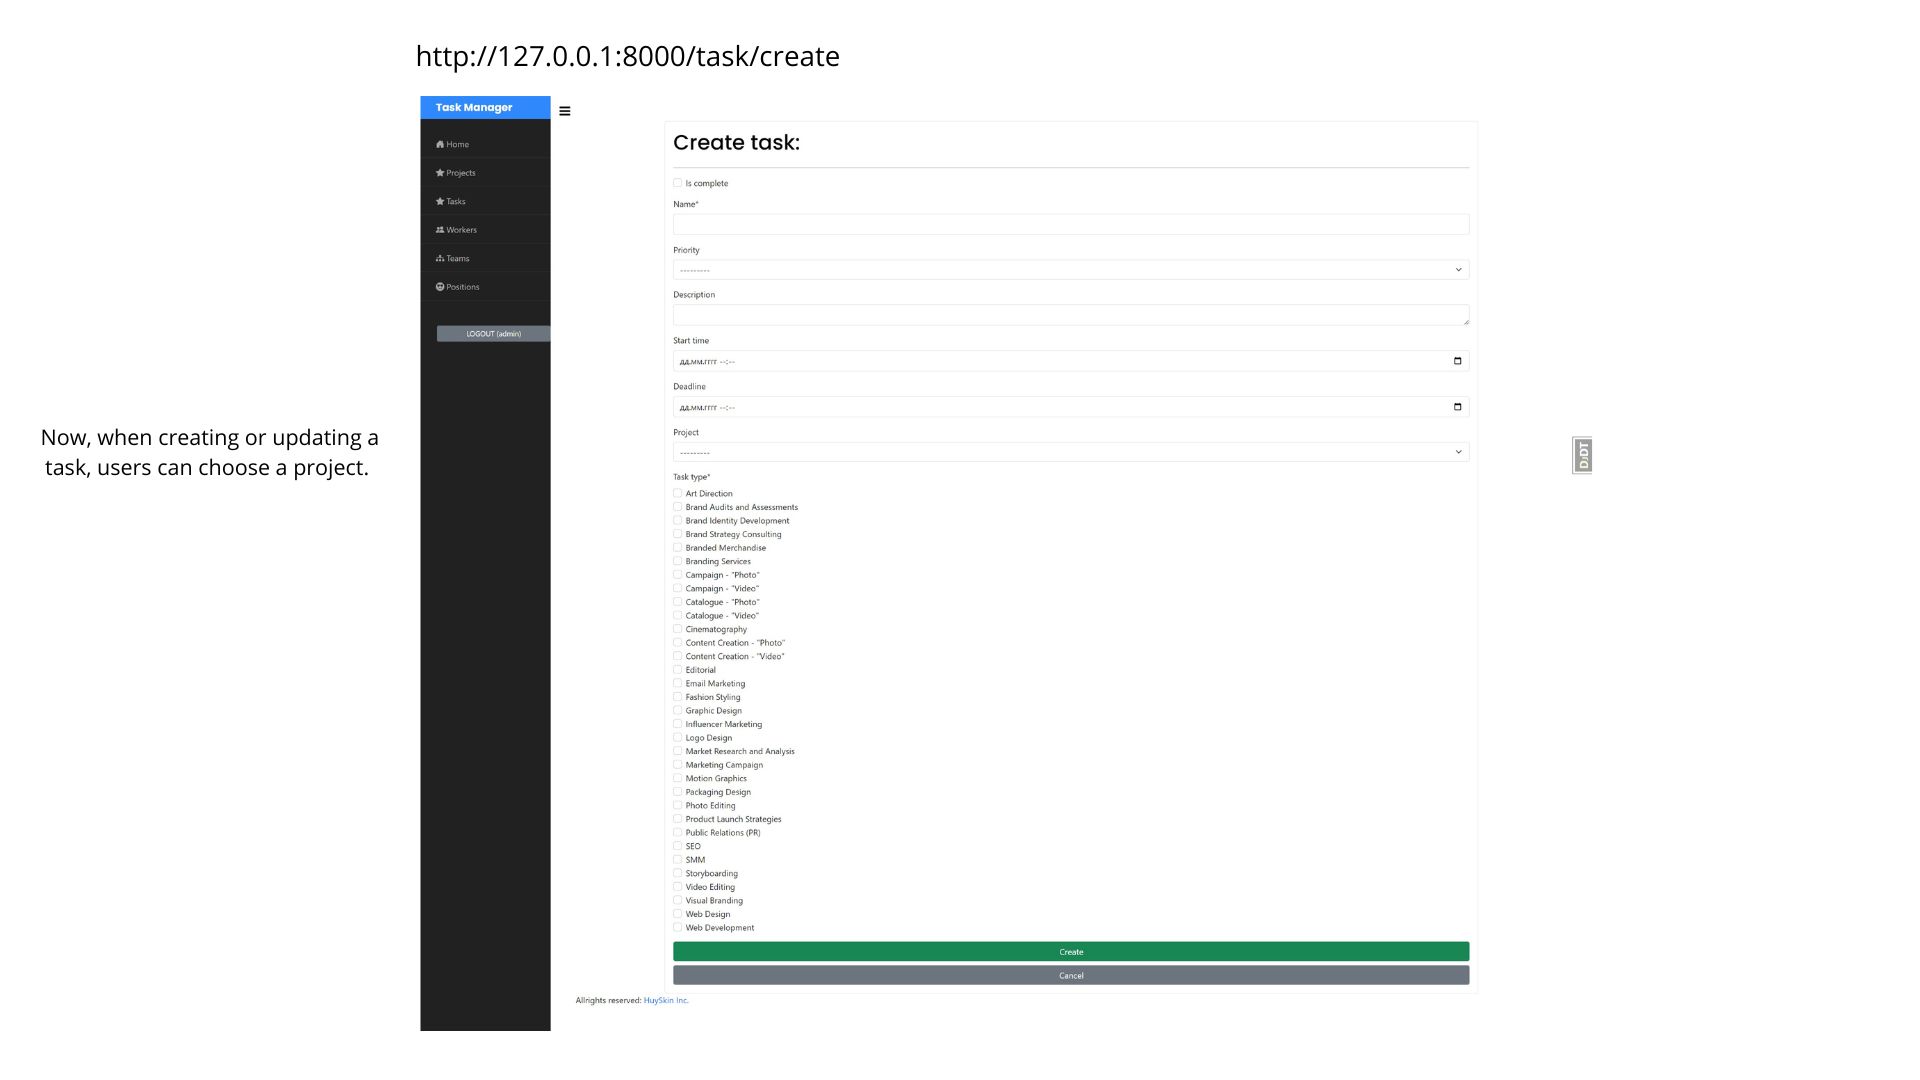 http://127.0.0.1:8000/task/create
Task Manager
Home
Projects
Tasks
Workers
Teams
Positions
LOGOUT (admin)
Now, when creating or updating a
task, users can choose a project.
Create task:
Is complete
Name*
Priority
---------
Description
Start time
дд.мм.гггг --:--
Deadline
дд.мм.гггг --:--
Project
---------
Task type*
Art Direction
Brand Audits and Assessments
Brand Identity Development
Brand Strategy Consulting
Branded Merchandise
Branding Services
Campaign - "Photo"
Campaign - "Video"
Catalogue - "Photo"
Catalogue - "Video"
Cinematography
Content Creation - "Photo"
Content Creation - "Video"
Editorial
Email Marketing
Fashion Styling
Graphic Design
Influencer Marketing
Logo Design
Market Research and Analysis
Marketing Campaign
Motion Graphics
Packaging Design
Photo Editing
Product Launch Strategies
Public Relations (PR)
SEO
SMM
Storyboarding
Video Editing
Visual Branding
Web Design
Web Development
Create
Cancel
Allrights reserved: HuySkin Inc.
DJDT